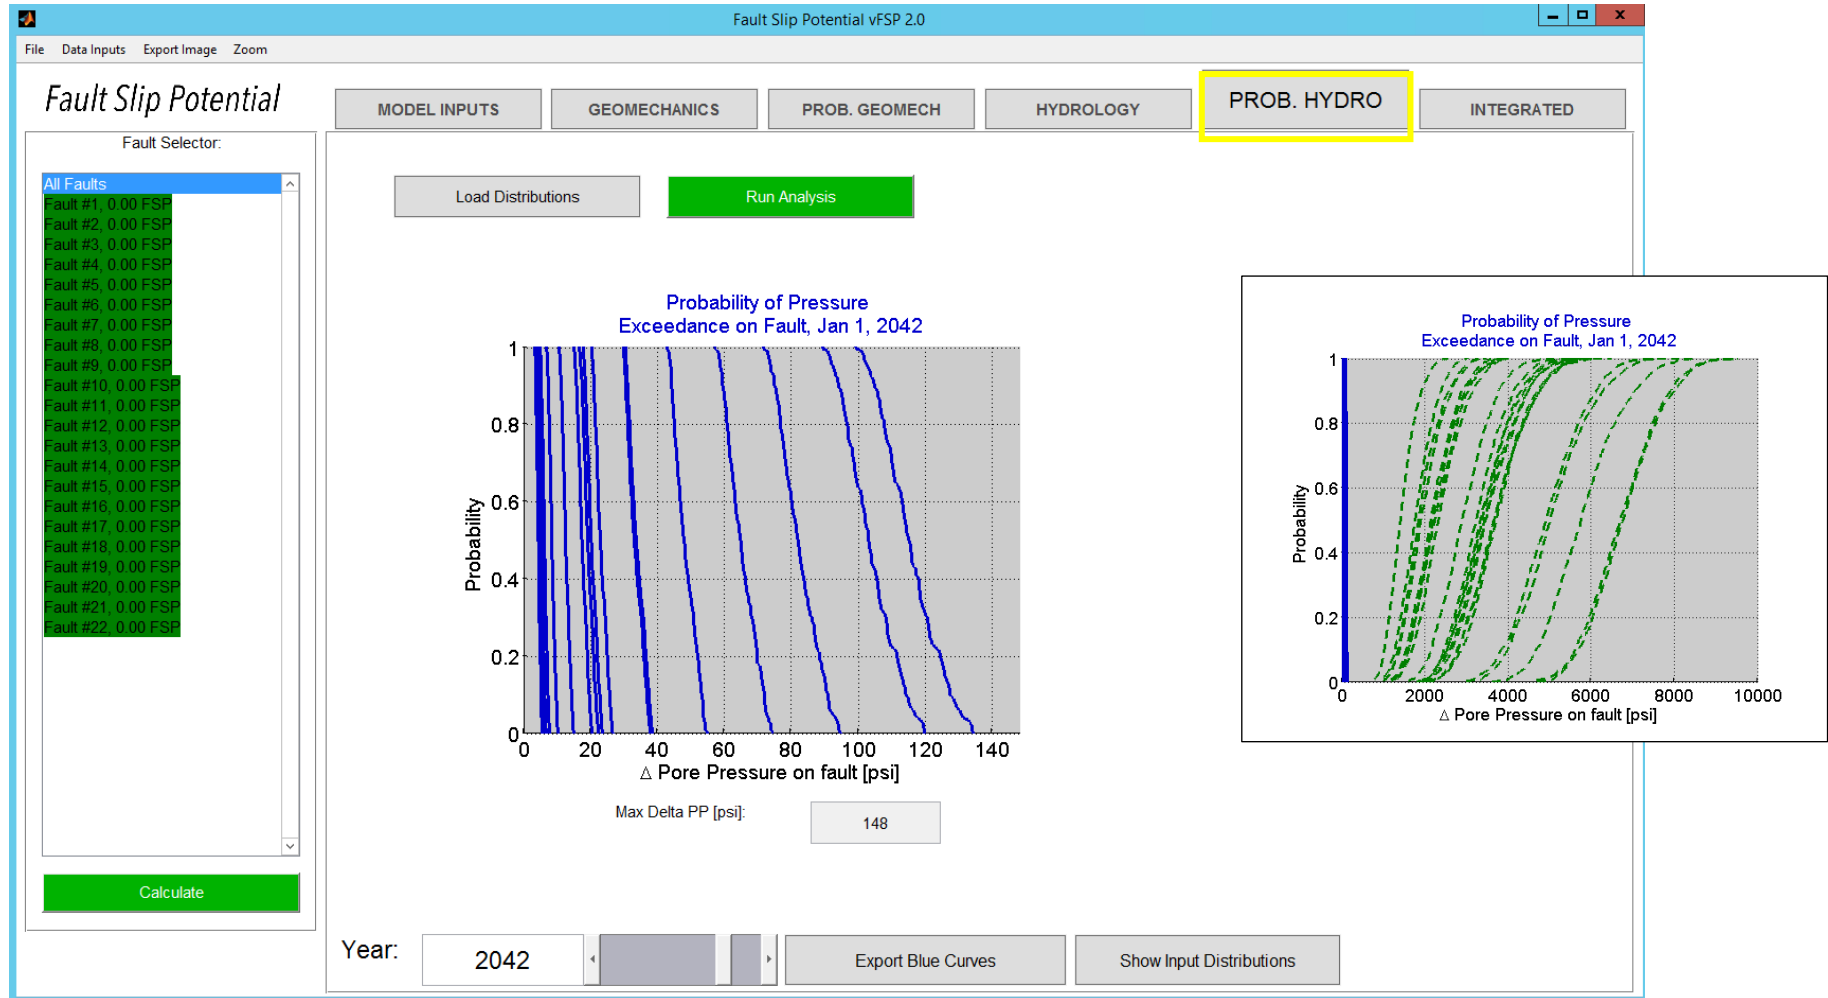 Fault Slip Potential vFSP 2.0
File Data Inputs Export Image Zoom
Fault Slip Potential
MODEL INPUTS
GEOMECHANICS
PROB. GEOMECH
HYDROLOGY
PROB. HYDRO
INTEGRATED
Fault Selector:
All Faults
Fault #1, 0.00 FSP
Fault #2, 0.00 FSP
Fault #3, 0.00 FSP
Fault #4, 0.00 FSP
Fault #5, 0.00 FSP
Fault #6, 0.00 FSP
Fault #7, 0.00 FSP
Fault #8, 0.00 FSP
Fault #9, 0.00 FSP
Fault #10, 0.00 FSP
Fault #11, 0.00 FSP
Fault #12, 0.00 FSP
Fault #13, 0.00 FSP
Fault #14, 0.00 FSP
Fault #15, 0.00 FSP
Fault #16, 0.00 FSP
Fault #17, 0.00 FSP
Fault #18, 0.00 FSP
Fault #19, 0.00 FSP
Fault #20, 0.00 FSP
Fault #21, 0.00 FSP
Fault #22, 0.00 FSP
Calculate
Load Distributions
Run Analysis
Probability of Pressure
Exceedance on Fault, Jan 1, 2042
1
0.8
0.6
0.4
0.2
0
Probability
0 20 40 60 80 100 120 140
Δ Pore Pressure on fault [psi]
Max Delta PP [psi]:
148
Probability of Pressure
Exceedance on Fault, Jan 1, 2042
1
0.8
0.6
0.4
0.2
0
Probability
0 2000 4000 6000 8000 10000
Δ Pore Pressure on fault [psi]
Year:
2042
Export Blue Curves
Show Input Distributions